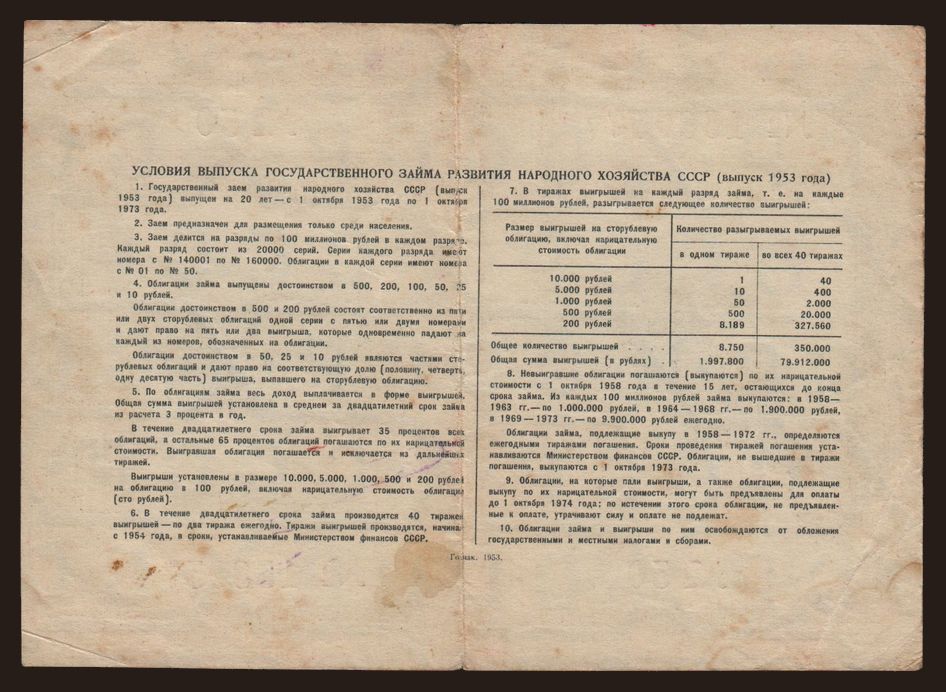 УСЛОВИЯ ВЫПУСКА ГОСУДАРСТВЕННОГО ЗАЙМА РАЗВИТИЯ НАРОДНОГО ХОЗЯЙСТВА СССР (выпуск 1953 года)
1. Государственный заем развития народного хозяйства СССР (выпуск
1953 года) выпущен на 20 лет — с 1 октября 1953 года по 1 октября
1973 года.
2. Заем предназначен для размещения только среди населения.
3. Заем делится на разряды по 100 миллионов рублей в каждом разряде.
Каждый разряд состоит из 20000 серий. Серии каждого разряда имеют
номера с № 140001 по № 160000. Облигации в каждой серии имеют номера
с № 01 по № 50.
4. Облигации займа выпущены достоинством в 500, 200, 100, 50, 25
и 10 рублей.
Облигации достоинством в 500 и 200 рублей состоят соответственно из пяти
или двух сторублевых облигаций одной серии с пятью или двумя номерами
и дают право на пять или два выигрыша, которые одновременно падают на
каждый из номеров, обозначенных на облигации.
Облигации достоинством в 50, 25 и 10 рублей являются частями сто-
рублевых облигаций и дают право на соответствующую долю (половину, четверть,
одну десятую часть) выигрыша, выпавшего на сторублевую облигацию.
5. По облигациям займа весь доход выплачивается в форме выигрышей.
Общая сумма выигрышей установлена в среднем за двадцатилетний срок займа
из расчета 3 процента в год.
В течение двадцатилетнего срока займа выигрывает 35 процентов всех
облигаций, а остальные 65 процентов облигаций погашаются по их нарицательной
стоимости. Выигравшая облигация погашается и исключается из дальнейших
тиражей.
Выигрыши установлены в размере 10.000, 5.000, 1.000, 500 и 200 рублей
на облигацию в 100 рублей, включая нарицательную стоимость облигации
(сто рублей).
6. В течение двадцатилетнего срока займа производится 40 тиражей
выигрышей — по два тиража ежегодно. Тиражи выигрышей производятся, начиная
с 1954 года, в сроки, устанавливаемые Министерством финансов СССР.
7. В тиражах выигрышей на каждый разряд займа, т. е. на каждые
100 миллионов рублей, разыгрывается следующее количество выигрышей:
Размер выигрышей на сторублевую
облигацию, включая нарицательную
стоимость облигации
Количество разыгрываемых выигрышей
в одном тираже
во всех 40 тиражах
10.000 рублей 1 40
5.000 рублей 10 400
1.000 рублей 50 2.000
500 рублей 500 20.000
200 рублей 8.189 327.560
Общее количество выигрышей . . . . 8.750 350.000
Общая сумма выигрышей (в рублях) . 1.997.800 79.912.000
8. Невыигравшие облигации погашаются (выкупаются) по их нарицательной
стоимости с 1 октября 1958 года в течение 15 лет, остающихся до конца
срока займа. Из каждых 100 миллионов рублей займа выкупаются: в 1958—
1963 гг. — по 1.000.000 рублей, в 1964 — 1968 гг. — по 1.900.000 рублей,
в 1969 — 1973 гг. — по 9.900.000 рублей ежегодно.
Облигации займа, подлежащие выкупу в 1958 — 1972 гг., определяются
ежегодными тиражами погашения. Сроки проведения тиражей погашения уста-
навливаются Министерством финансов СССР. Облигации, не вышедшие в тиражи
погашения, выкупаются с 1 октября 1973 года.
9. Облигации, на которые пали выигрыши, а также облигации, подлежащие
выкупу по их нарицательной стоимости, могут быть предъявлены для оплаты
до 1 октября 1974 года; по истечении этого срока облигации, не предъявлен-
ные к оплате, утрачивают силу и оплате не подлежат.
10. Облигации займа и выигрыши по ним освобождаются от обложения
государственными и местными налогами и сборами.
Гознак. 1953.